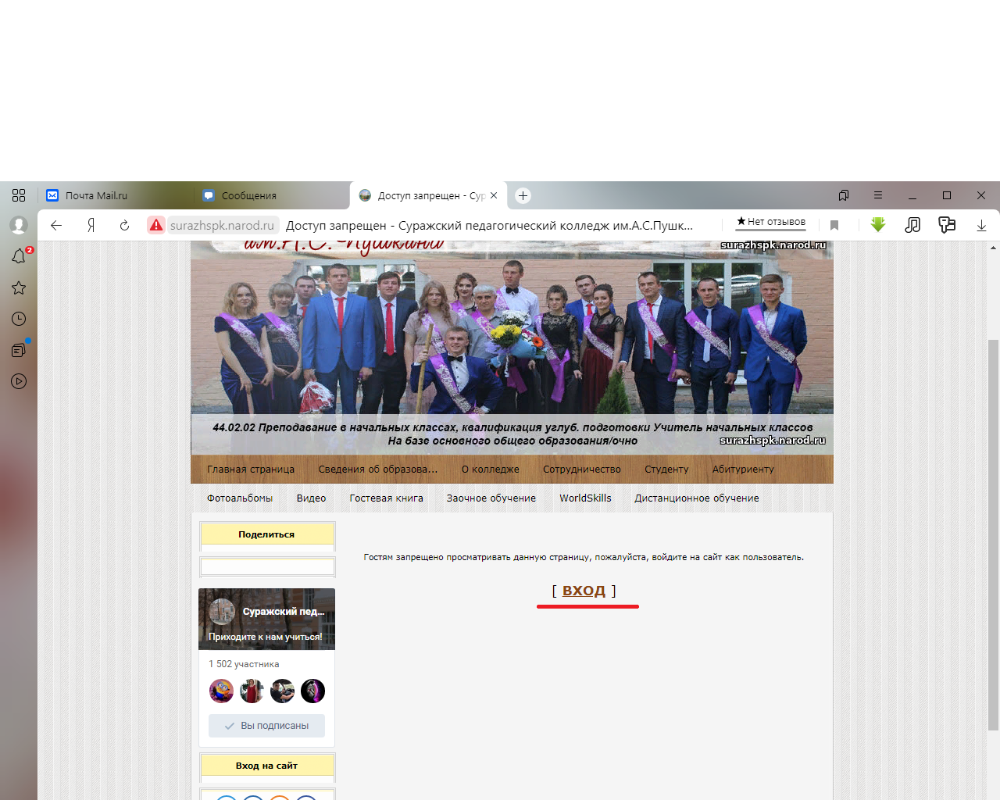 Почта Mail.ru
Сообщения
Доступ запрещен - Сур
2
surazhspk.narod.ru
Доступ запрещен - Суражский педагогический колледж им.А.С.Пушк...
Нет отзывов
им.А.С.Пушкина
surazhspk.narod.ru
44.02.02 Преподавание в начальных классах, квалификация углуб. подготовки Учитель начальных классов
На базе основного общего образования/очно
surazhspk.narod.ru
Главная страница
Сведения об образова...
О колледже
Сотрудничество
Студенту
Абитуриенту
Фотоальбомы
Видео
Гостевая книга
Заочное обучение
WorldSkills
Дистанционное обучение
Поделиться
Гостям запрещено просматривать данную страницу, пожалуйста, войдите на сайт как пользователь.
[ ВХОД ]
Суражский пед...
Приходите к нам учиться!
1 502 участника
Вы подписаны
Вход на сайт